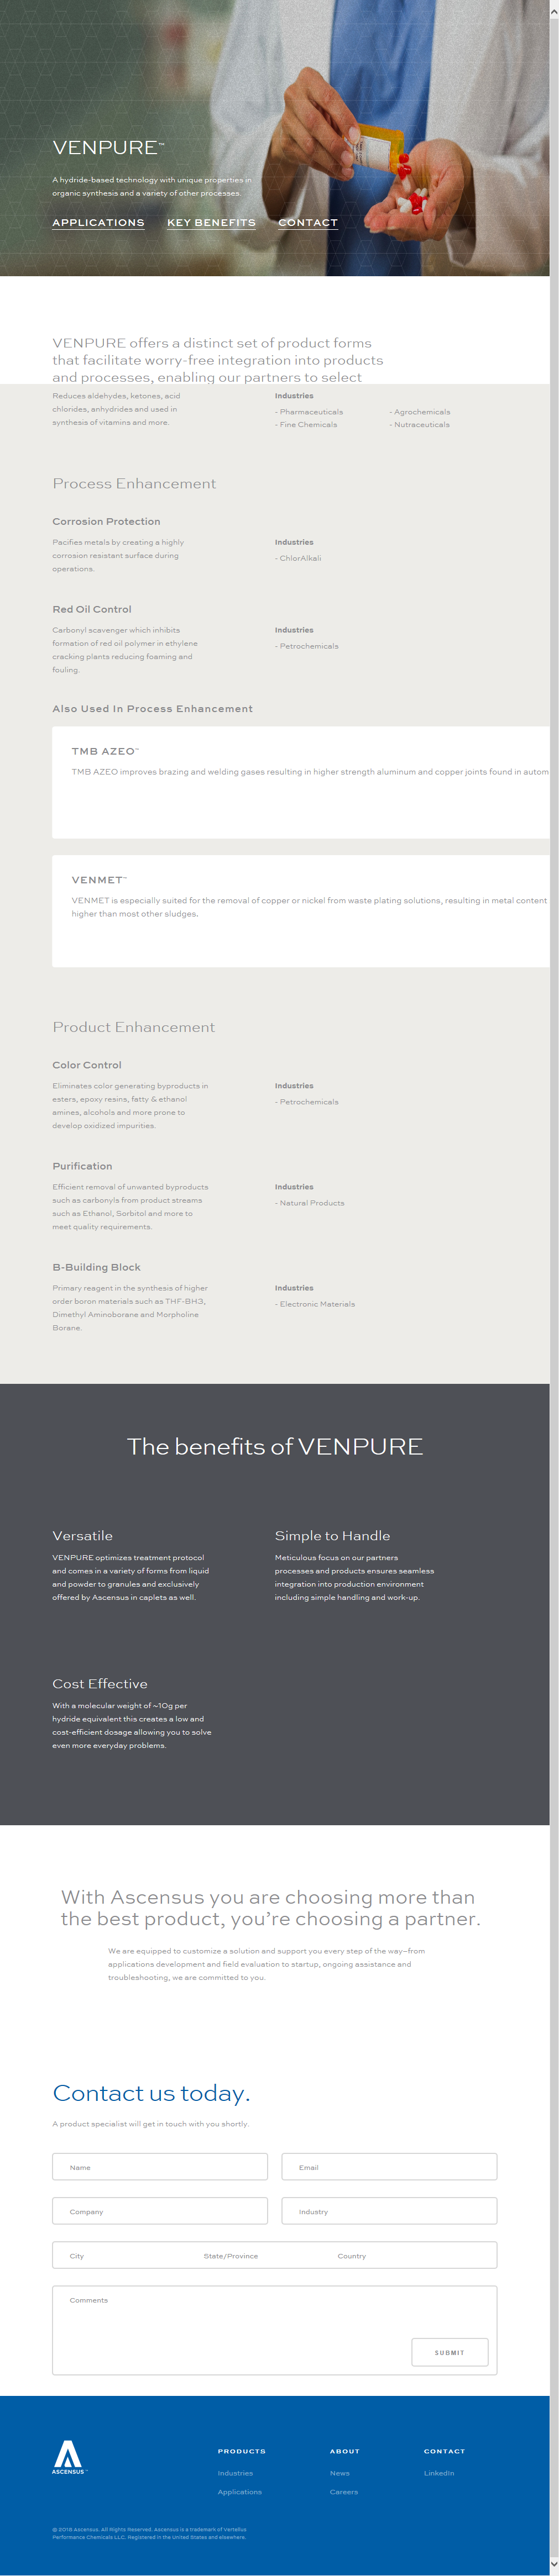 VENPURE™
A hydride-based technology with unique properties in
organic synthesis and a variety of other processes.
APPLICATIONS KEY BENEFITS CONTACT
VENPURE offers a distinct set of product forms
that facilitate worry-free integration into products
and processes, enabling our partners to select
Reduces aldehydes, ketones, acid
chlorides, anhydrides and used in
synthesis of vitamins and more.
Industries
- Pharmaceuticals - Agrochemicals
- Fine Chemicals - Nutraceuticals
Process Enhancement
Corrosion Protection
Pacifies metals by creating a highly
corrosion resistant surface during
operations.
Industries
- ChlorAlkali
Red Oil Control
Carbonyl scavenger which inhibits
formation of red oil polymer in ethylene
cracking plants reducing foaming and
fouling.
Industries
- Petrochemicals
Also Used In Process Enhancement
TMB AZEO™
TMB AZEO improves brazing and welding gases resulting in higher strength aluminum and copper joints found in autom
VENMET™
VENMET is especially suited for the removal of copper or nickel from waste plating solutions, resulting in metal content
higher than most other sludges.
Product Enhancement
Color Control
Eliminates color generating byproducts in
esters, epoxy resins, fatty & ethanol
amines, alcohols and more prone to
develop oxidized impurities.
Industries
- Petrochemicals
Purification
Efficient removal of unwanted byproducts
such as carbonyls from product streams
such as Ethanol, Sorbitol and more to
meet quality requirements.
Industries
- Natural Products
B-Building Block
Primary reagent in the synthesis of higher
order boron materials such as THF-BH3,
Dimethyl Aminoborane and Morpholine
Borane.
Industries
- Electronic Materials
The benefits of VENPURE
Versatile
VENPURE optimizes treatment protocol
and comes in a variety of forms from liquid
and powder to granules and exclusively
offered by Ascensus in caplets as well.
Simple to Handle
Meticulous focus on our partners
processes and products ensures seamless
integration into production environment
including simple handling and work-up.
Cost Effective
With a molecular weight of ~10g per
hydride equivalent this creates a low and
cost-efficient dosage allowing you to solve
even more everyday problems.
With Ascensus you are choosing more than
the best product, you’re choosing a partner.
We are equipped to customize a solution and support you every step of the way—from
applications development and field evaluation to startup, ongoing assistance and
troubleshooting, we are committed to you.
Contact us today.
A product specialist will get in touch with you shortly.
Name Email
Company Industry
City State/Province Country
Comments
SUBMIT
ASCENSUS™
PRODUCTS ABOUT CONTACT
Industries News LinkedIn
Applications Careers
© 2018 Ascensus. All Rights Reserved. Ascensus is a trademark of Vertellus
Performance Chemicals LLC. Registered in the United States and elsewhere.